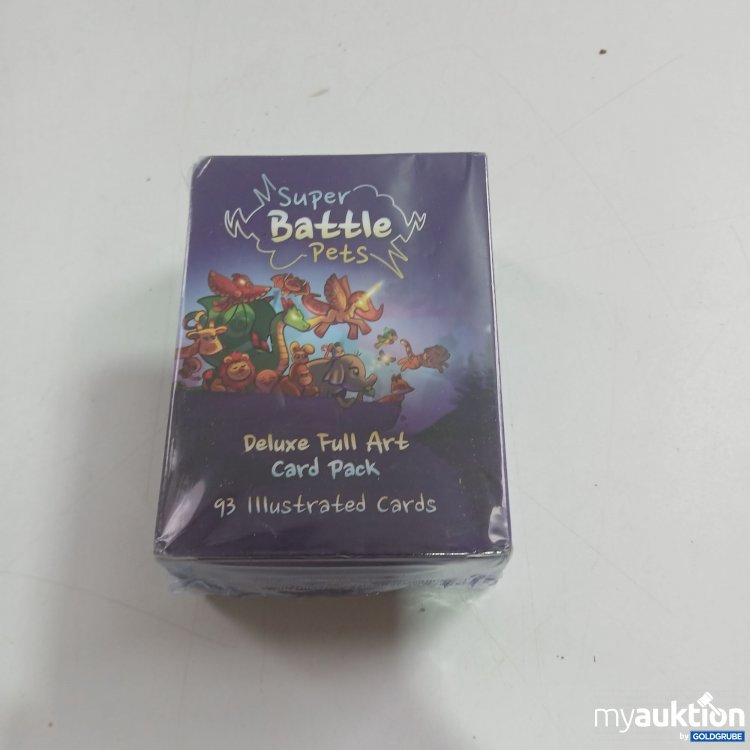 Super
Battle
Pets
Deluxe Full Art
Card Pack
93 Illustrated Cards
myauktion
by GOLDGRUBE